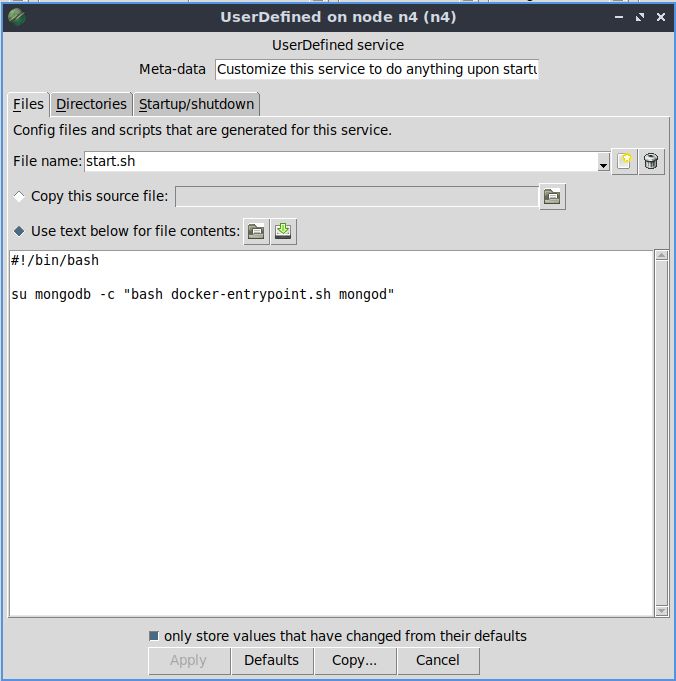 UserDefined on node n4 (n4)
UserDefined service
Meta-data Customize this service to do anything upon startu
Files Directories Startup/shutdown
Config files and scripts that are generated for this service.
File name: start.sh
Copy this source file:
Use text below for file contents:
#!/bin/bash
su mongodb -c "bash docker-entrypoint.sh mongod"
only store values that have changed from their defaults
Apply Defaults Copy... Cancel